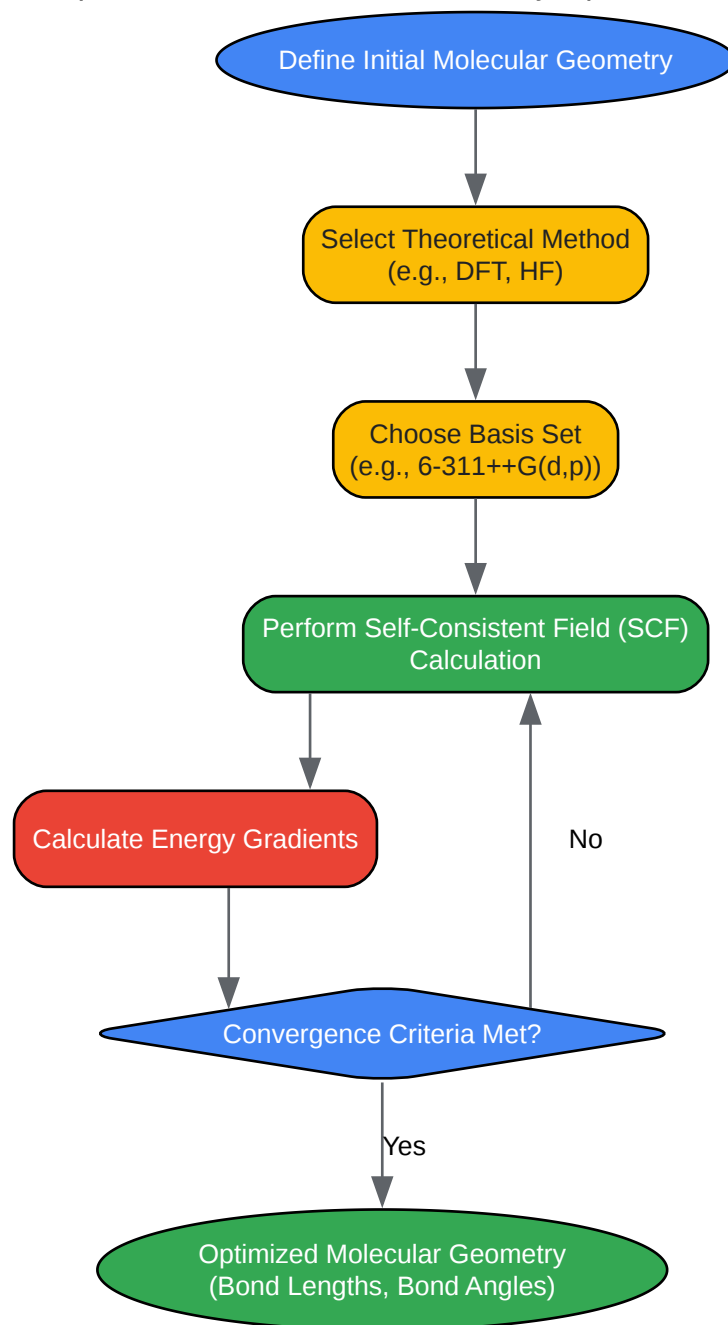 Define Initial Molecular Geometry
Select Theoretical Method
(e.g., DFT, HF)
Choose Basis Set
(e.g., 6-311++G(d,p))
Perform Self-Consistent Field (SCF)
Calculation
Calculate Energy Gradients
No
Convergence Criteria Met?
Yes
Optimized Molecular Geometry
(Bond Lengths, Bond Angles)